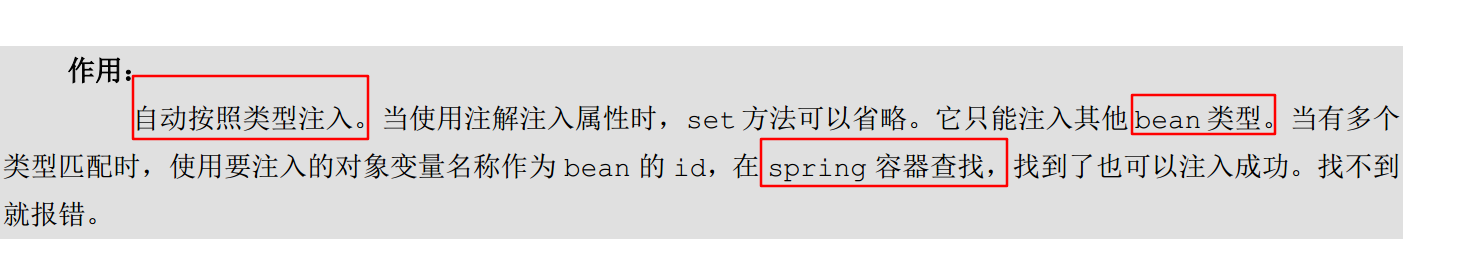 作用：
自动按照类型注入。当使用注解注入属性时，set 方法可以省略。它只能注入其他 bean 类型。当有多个
类型匹配时，使用要注入的对象变量名称作为 bean 的 id，在 spring 容器查找，找到了也可以注入成功。找不到
就报错。